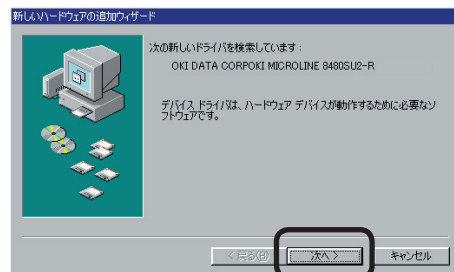 新しいハードウェアの追加ウィザード
次の新しいドライバを検索しています：
OKI DATA CORPOKI MICROLINE 8480SU2-R
デバイス ドライバは、ハードウェア デバイスが動作するために必要なソ
フトウェアです。
< 戻る(B)
次へ >
キャンセル